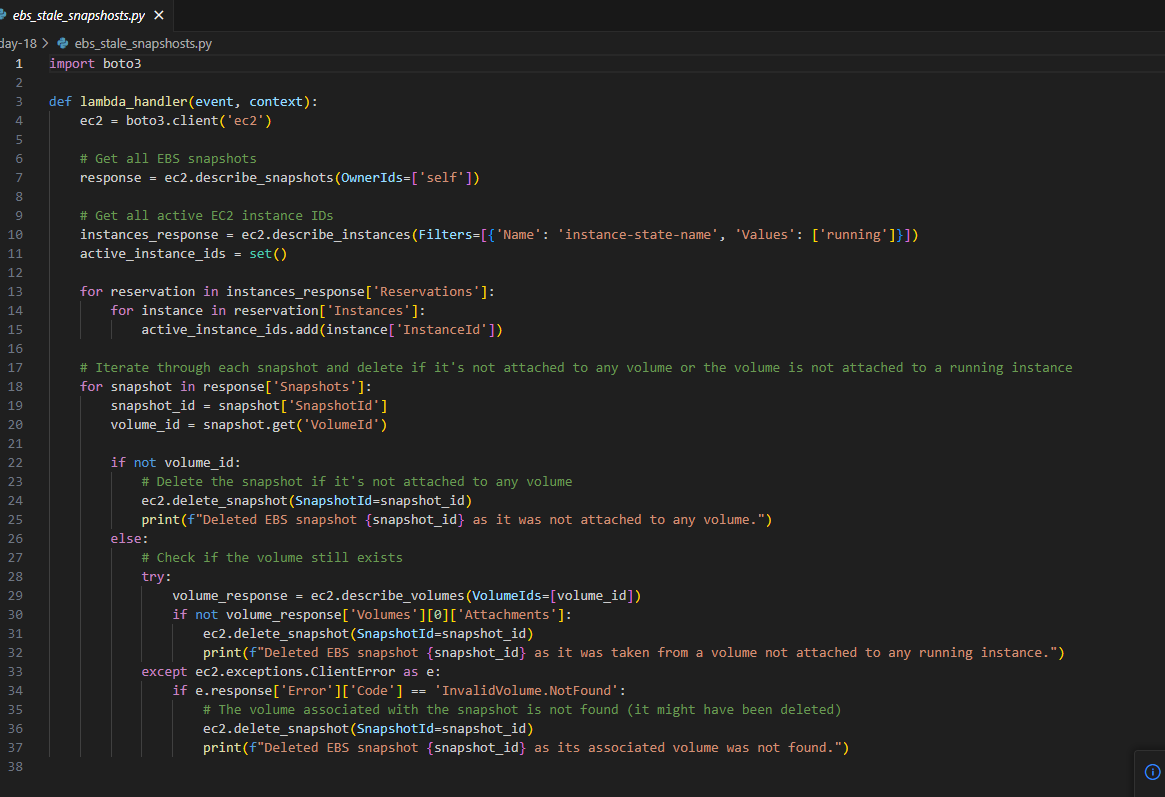 ebs_stale_snapshosts.py ×
day-18 > ebs_stale_snapshosts.py
1 import boto3
2
3 def lambda_handler(event, context):
4     ec2 = boto3.client('ec2')
5
6     # Get all EBS snapshots
7     response = ec2.describe_snapshots(OwnerIds=['self'])
8
9     # Get all active EC2 instance IDs
10     instances_response = ec2.describe_instances(Filters=[{'Name': 'instance-state-name', 'Values': ['running']}])
11     active_instance_ids = set()
12
13     for reservation in instances_response['Reservations']:
14         for instance in reservation['Instances']:
15             active_instance_ids.add(instance['InstanceId'])
16
17     # Iterate through each snapshot and delete if it's not attached to any volume or the volume is not attached to a running instance
18     for snapshot in response['Snapshots']:
19         snapshot_id = snapshot['SnapshotId']
20         volume_id = snapshot.get('VolumeId')
21
22         if not volume_id:
23             # Delete the snapshot if it's not attached to any volume
24             ec2.delete_snapshot(SnapshotId=snapshot_id)
25             print(f"Deleted EBS snapshot {snapshot_id} as it was not attached to any volume.")
26         else:
27             # Check if the volume still exists
28             try:
29                 volume_response = ec2.describe_volumes(VolumeIds=[volume_id])
30                 if not volume_response['Volumes'][0]['Attachments']:
31                     ec2.delete_snapshot(SnapshotId=snapshot_id)
32                     print(f"Deleted EBS snapshot {snapshot_id} as it was taken from a volume not attached to any running instance.")
33             except ec2.exceptions.ClientError as e:
34                 if e.response['Error']['Code'] == 'InvalidVolume.NotFound':
35                     # The volume associated with the snapshot is not found (it might have been deleted)
36                     ec2.delete_snapshot(SnapshotId=snapshot_id)
37                     print(f"Deleted EBS snapshot {snapshot_id} as its associated volume was not found.")
38